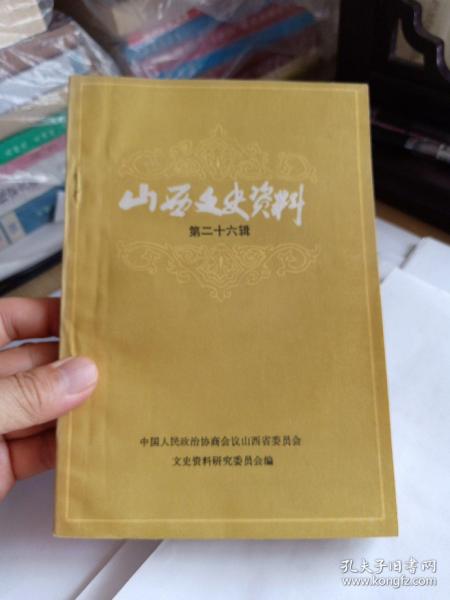 山西文史资料
第二十六辑
中国人民政治协商会议山西省委员会
文史资料研究委员会编
孔夫子旧书网
www.kongfz.com